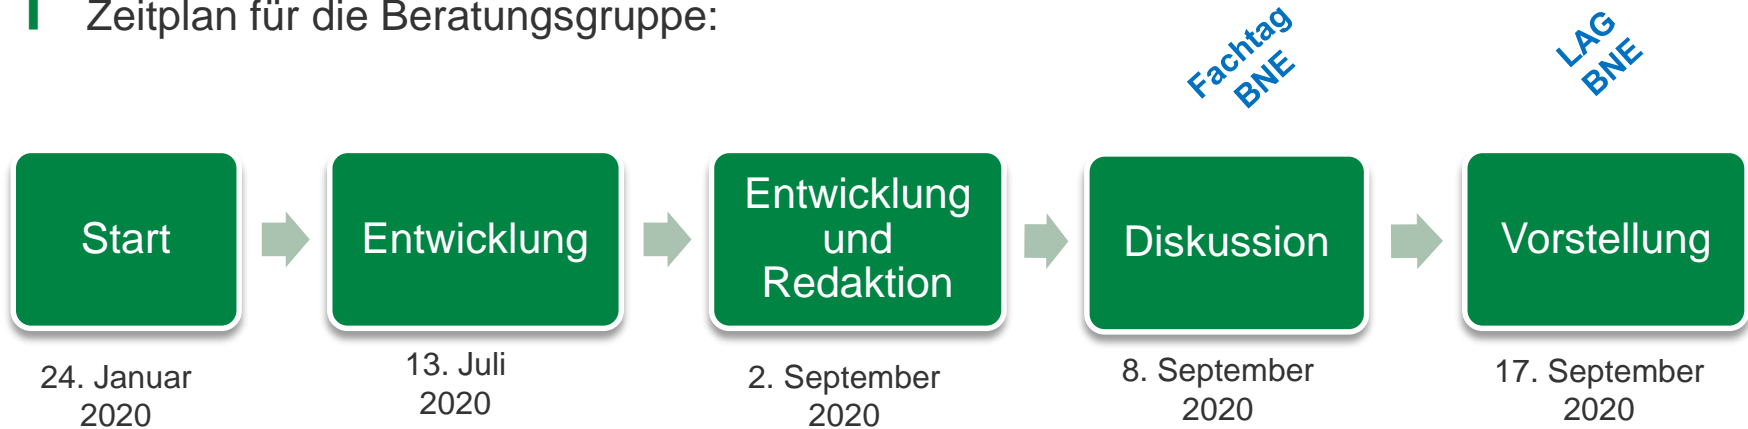 Zeitplan für die Beratungsgruppe:
Fachtag
BNE
LAG
BNE
Start
Entwicklung
Entwicklung
und
Redaktion
Diskussion
Vorstellung
24. Januar
2020
13. Juli
2020
2. September
2020
8. September
2020
17. September
2020